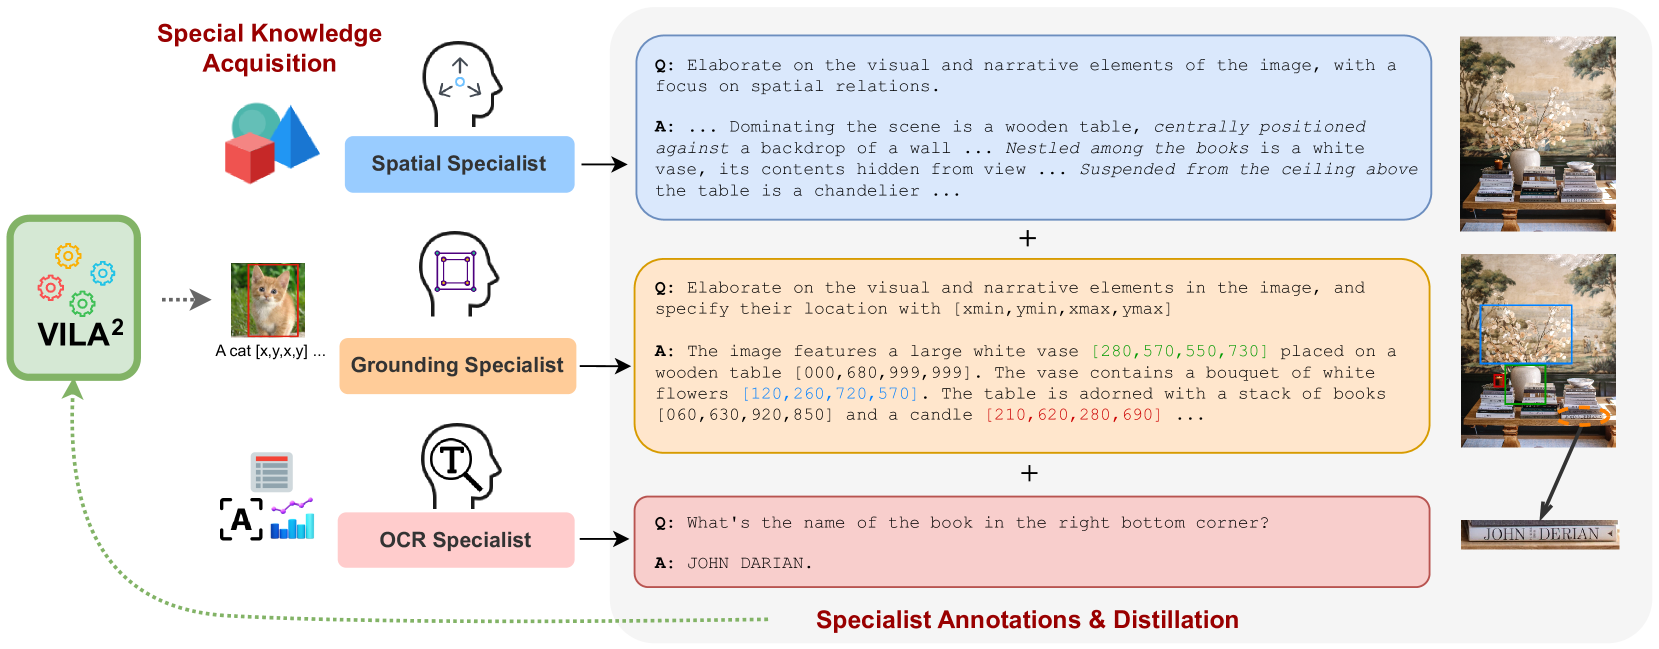 Special Knowledge
Acquisition
Spatial Specialist
Q: Elaborate on the visual and narrative elements of the image, with a
focus on spatial relations.
A: ... Dominating the scene is a wooden table, centrally positioned
against a backdrop of a wall ... Nestled among the books is a white
vase, its contents hidden from view ... Suspended from the ceiling above
the table is a chandelier ...
+
VILA²
A cat [x,y,x,y] ...
Grounding Specialist
Q: Elaborate on the visual and narrative elements in the image, and
specify their location with [xmin,ymin,xmax,ymax]
A: The image features a large white vase [280,570,550,730] placed on a
wooden table [000,680,999,999]. The vase contains a bouquet of white
flowers [120,260,720,570]. The table is adorned with a stack of books
[060,630,920,850] and a candle [210,620,280,690] ...
+
T
A
OCR Specialist
Q: What's the name of the book in the right bottom corner?
A: JOHN DARIAN.
JOHN DERIAN
Specialist Annotations & Distillation